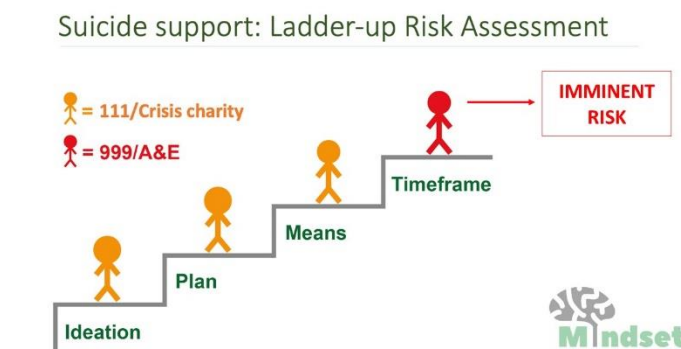 Suicide support: Ladder-up Risk Assessment
= 111/Crisis charity
= 999/A&E
IMMINENT
RISK
Timeframe
Means
Plan
Ideation
Mindset